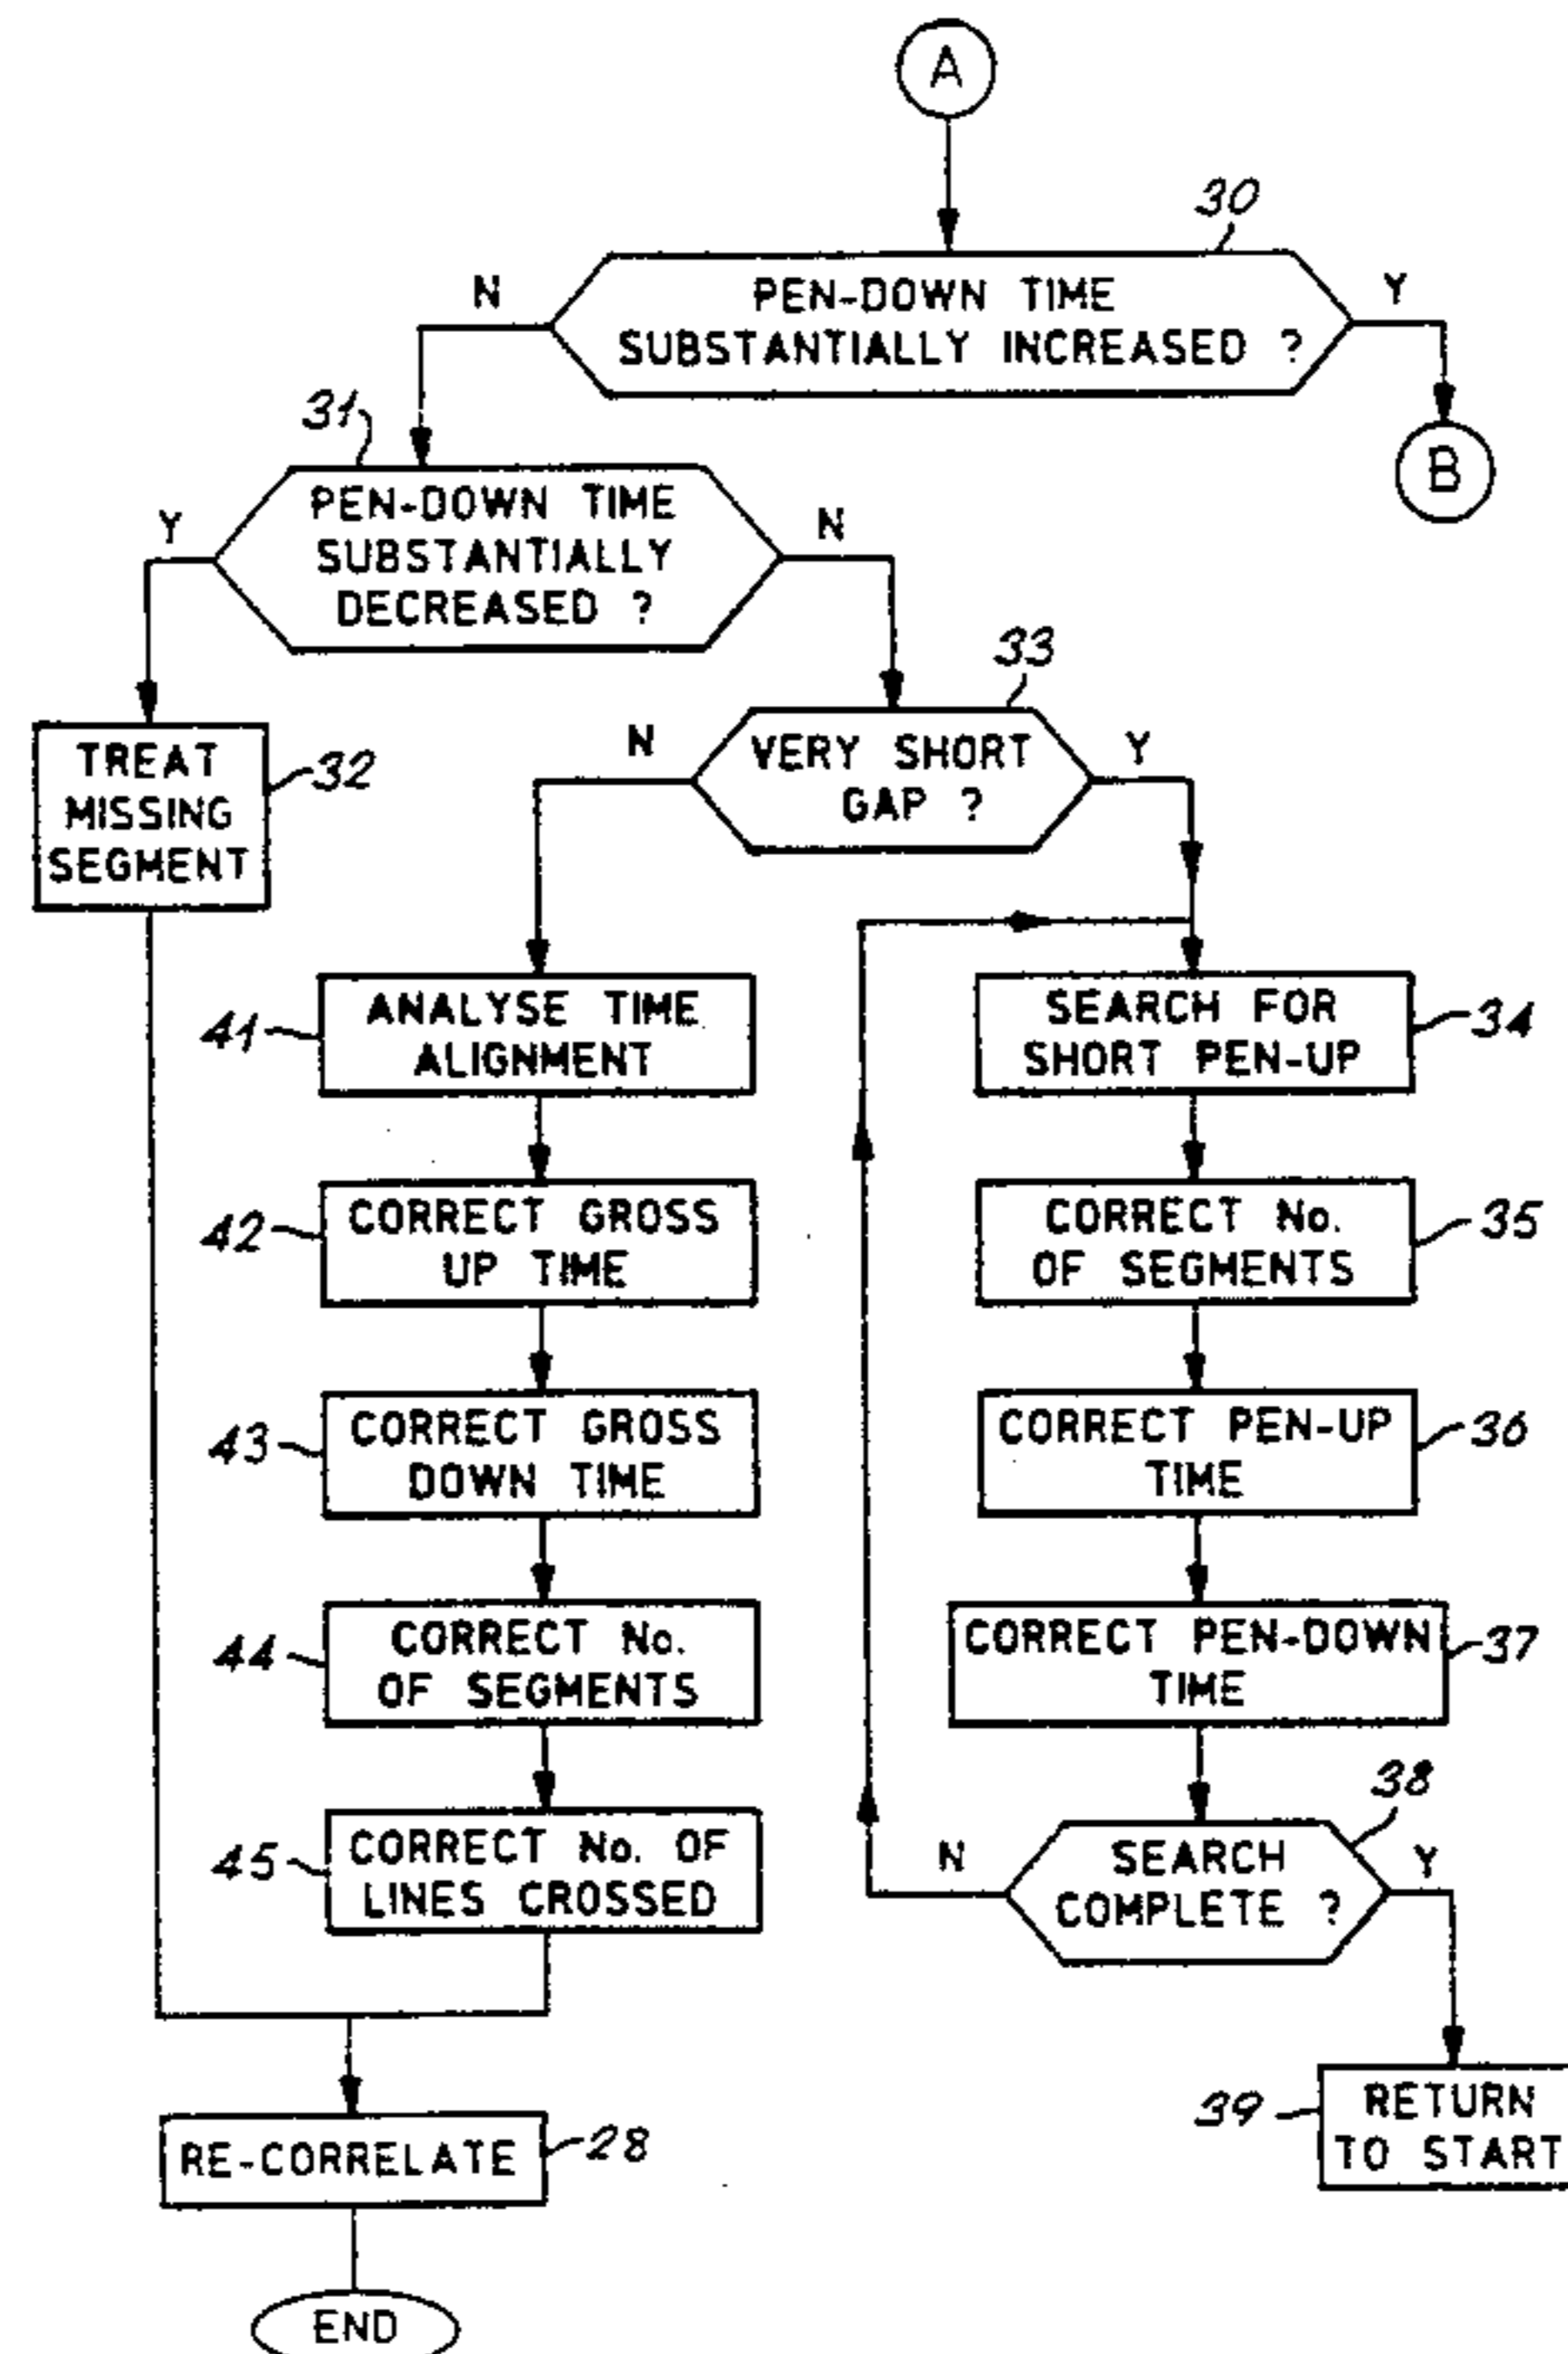 A
30
N
PEN-DOWN TIME
SUBSTANTIALLY INCREASED ?
Y
B
31
Y
PEN-DOWN TIME
SUBSTANTIALLY
DECREASED ?
N
33
N
VERY SHORT
GAP ?
Y
TREAT
MISSING
SEGMENT
32
41
ANALYSE TIME
ALIGNMENT
SEARCH FOR
SHORT PEN-UP
34
42
CORRECT GROSS
UP TIME
CORRECT No.
OF SEGMENTS
35
43
CORRECT GROSS
DOWN TIME
CORRECT PEN-UP
TIME
36
44
CORRECT No.
OF SEGMENTS
CORRECT PEN-DOWN
TIME
37
45
CORRECT No. OF
LINES CROSSED
38
N
SEARCH
COMPLETE ?
Y
39
RETURN
TO START
RE-CORRELATE
28
END